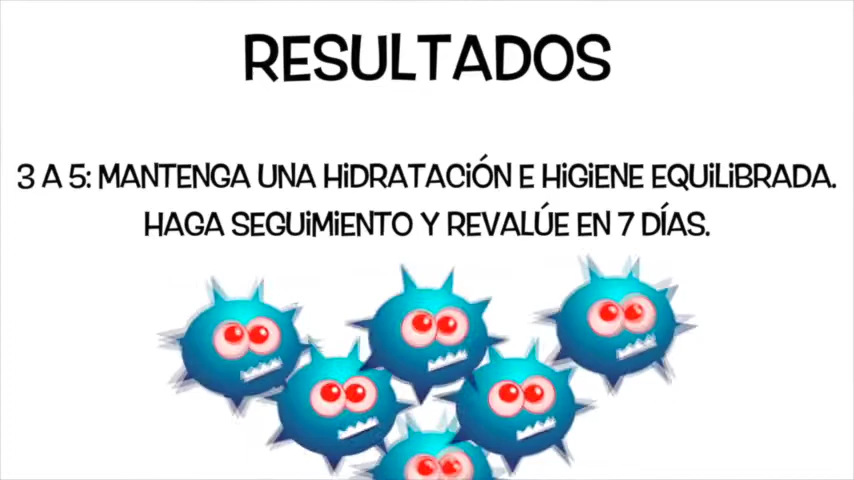 RESULTADOS
3 A 5: MANTENGA UNA HiDRATACiÓN E HiGiENE EQUiLiBRADA.
HAGA SEGUiMiENTO Y REVALÚE EN 7 DÍAS.